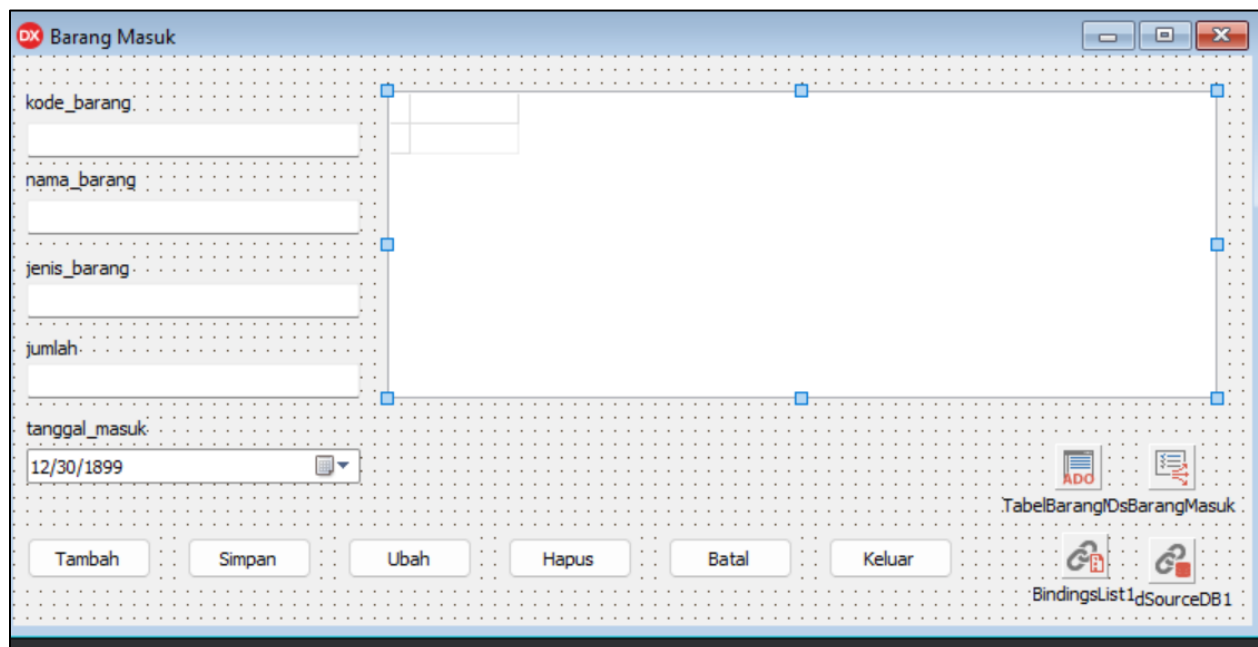 DX Barang Masuk
kode_barang
nama_barang
jenis_barang
jumlah
tanggal_masuk
12/30/1899
ADO
TabelBarang DsBarangMasuk
Tambah Simpan Ubah Hapus Batal Keluar
BindingsList1 dSourceDB1